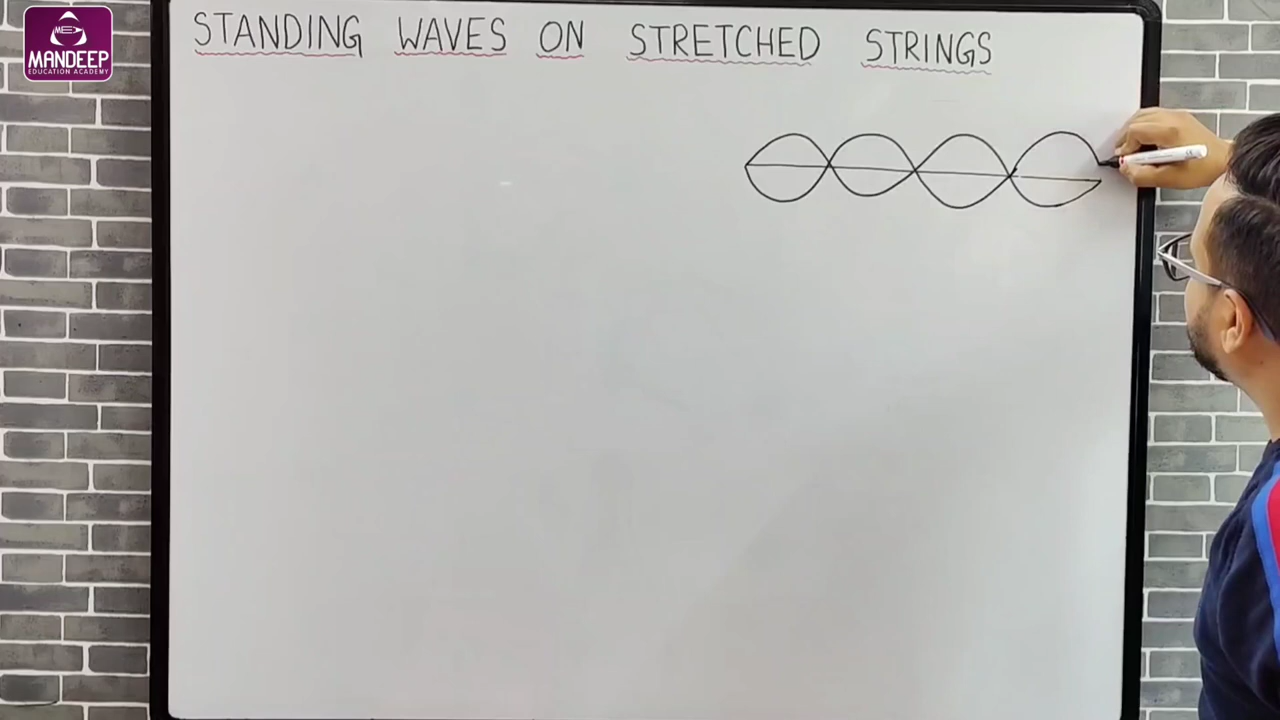 MANDEEP
EDUCATION ACADEMY
STANDING WAVES ON STRETCHED STRINGS